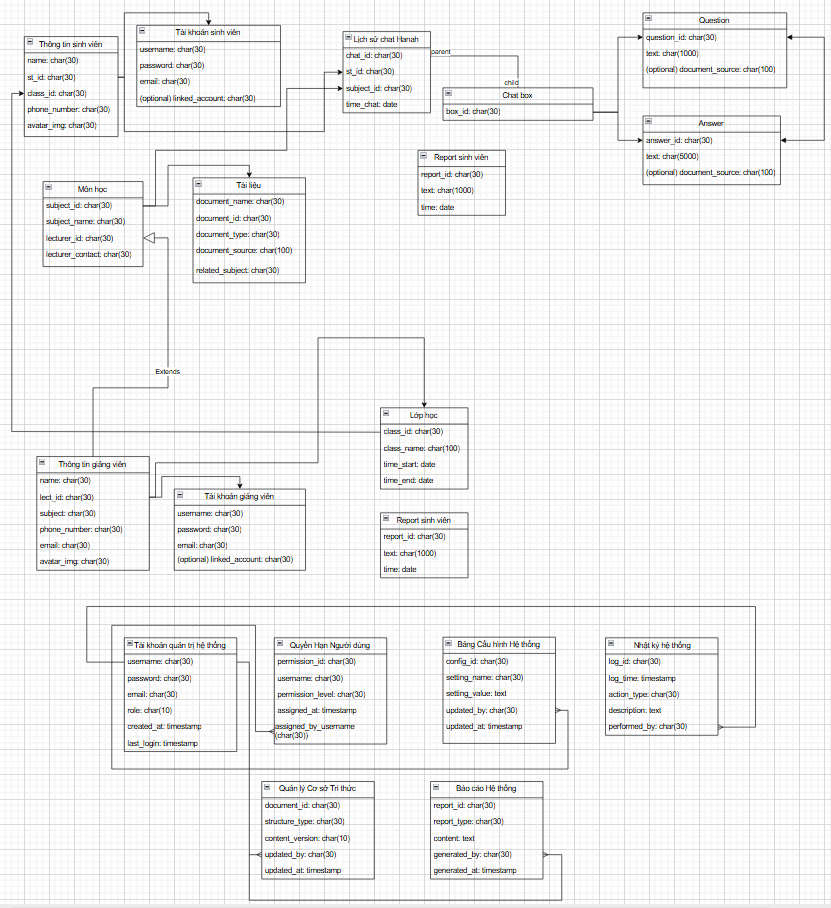 Thông tin sinh viên
name: char(30)
st_id: char(30)
class_id: char(30)
phone_number: char(30)
avatar_img: char(30)
Tài khoản sinh viên
username: char(30)
password: char(30)
email: char(30)
(optional) linked_account: char(30)
Lịch sử chat Hanah
chat_id: char(30)
st_id: char(30)
subject_id: char(30)
time_chat: date
parent
child
Chat box
box_id: char(30)
Question
question_id: char(30)
text: char(1000)
(optional) document_source: char(100)
Answer
answer_id: char(30)
text: char(5000)
(optional) document_source: char(100)
Report sinh viên
report_id: char(30)
text: char(1000)
time: date
Môn học
subject_id: char(30)
subject_name: char(30)
lecturer_id: char(30)
lecturer_contact: char(30)
Tài liệu
document_name: char(30)
document_id: char(30)
document_type: char(30)
document_source: char(100)
related_subject: char(30)
Extends
Lớp học
class_id: char(30)
class_name: char(100)
time_start: date
time_end: date
Thông tin giảng viên
name: char(30)
lect_id: char(30)
subject: char(30)
phone_number: char(30)
email: char(30)
avatar_img: char(30)
Tài khoản giảng viên
username: char(30)
password: char(30)
email: char(30)
(optional) linked_account: char(30)
Report sinh viên
report_id: char(30)
text: char(1000)
time: date
Tài khoản quản trị hệ thống
username: char(30)
password: char(30)
email: char(30)
role: char(10)
created_at: timestamp
last_login: timestamp
Quyền Hạn Người dùng
permission_id: char(30)
username: char(30)
permission_level: char(30)
assigned_at: timestamp
assigned_by_username
(char(30))
Bảng Cấu hình Hệ thống
config_id: char(30)
setting_name: char(30)
setting_value: text
updated_by: char(30)
updated_at: timestamp
Nhật ký hệ thống
log_id: char(30)
log_time: timestamp
action_type: char(30)
description: text
performed_by: char(30)
Quản lý Cơ sở Tri thức
document_id: char(30)
structure_type: char(30)
content_version: char(10)
updated_by: char(30)
updated_at: timestamp
Báo cáo Hệ thống
report_id: char(30)
report_type: char(30)
content: text
generated_by: char(30)
generated_at: timestamp